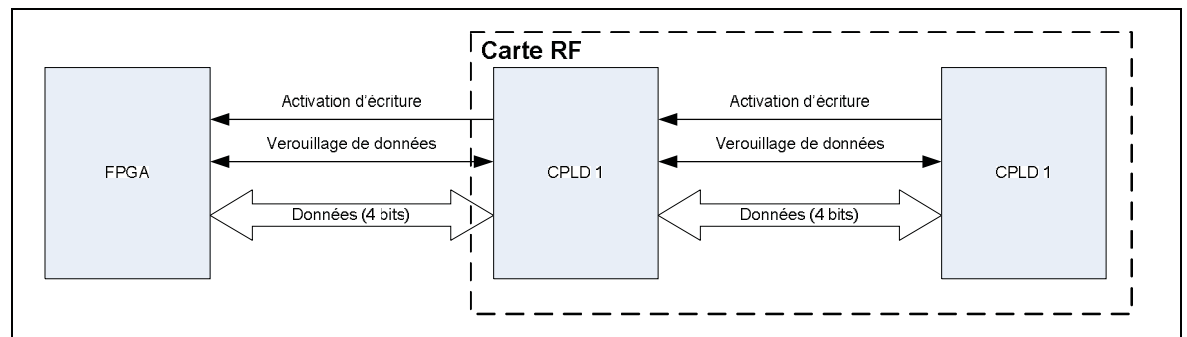 Carte RF
Activation d'écriture
Activation d'écriture
Verouillage de données
Verouillage de données
FPGA
CPLD 1
CPLD 1
Données (4 bits)
Données (4 bits)